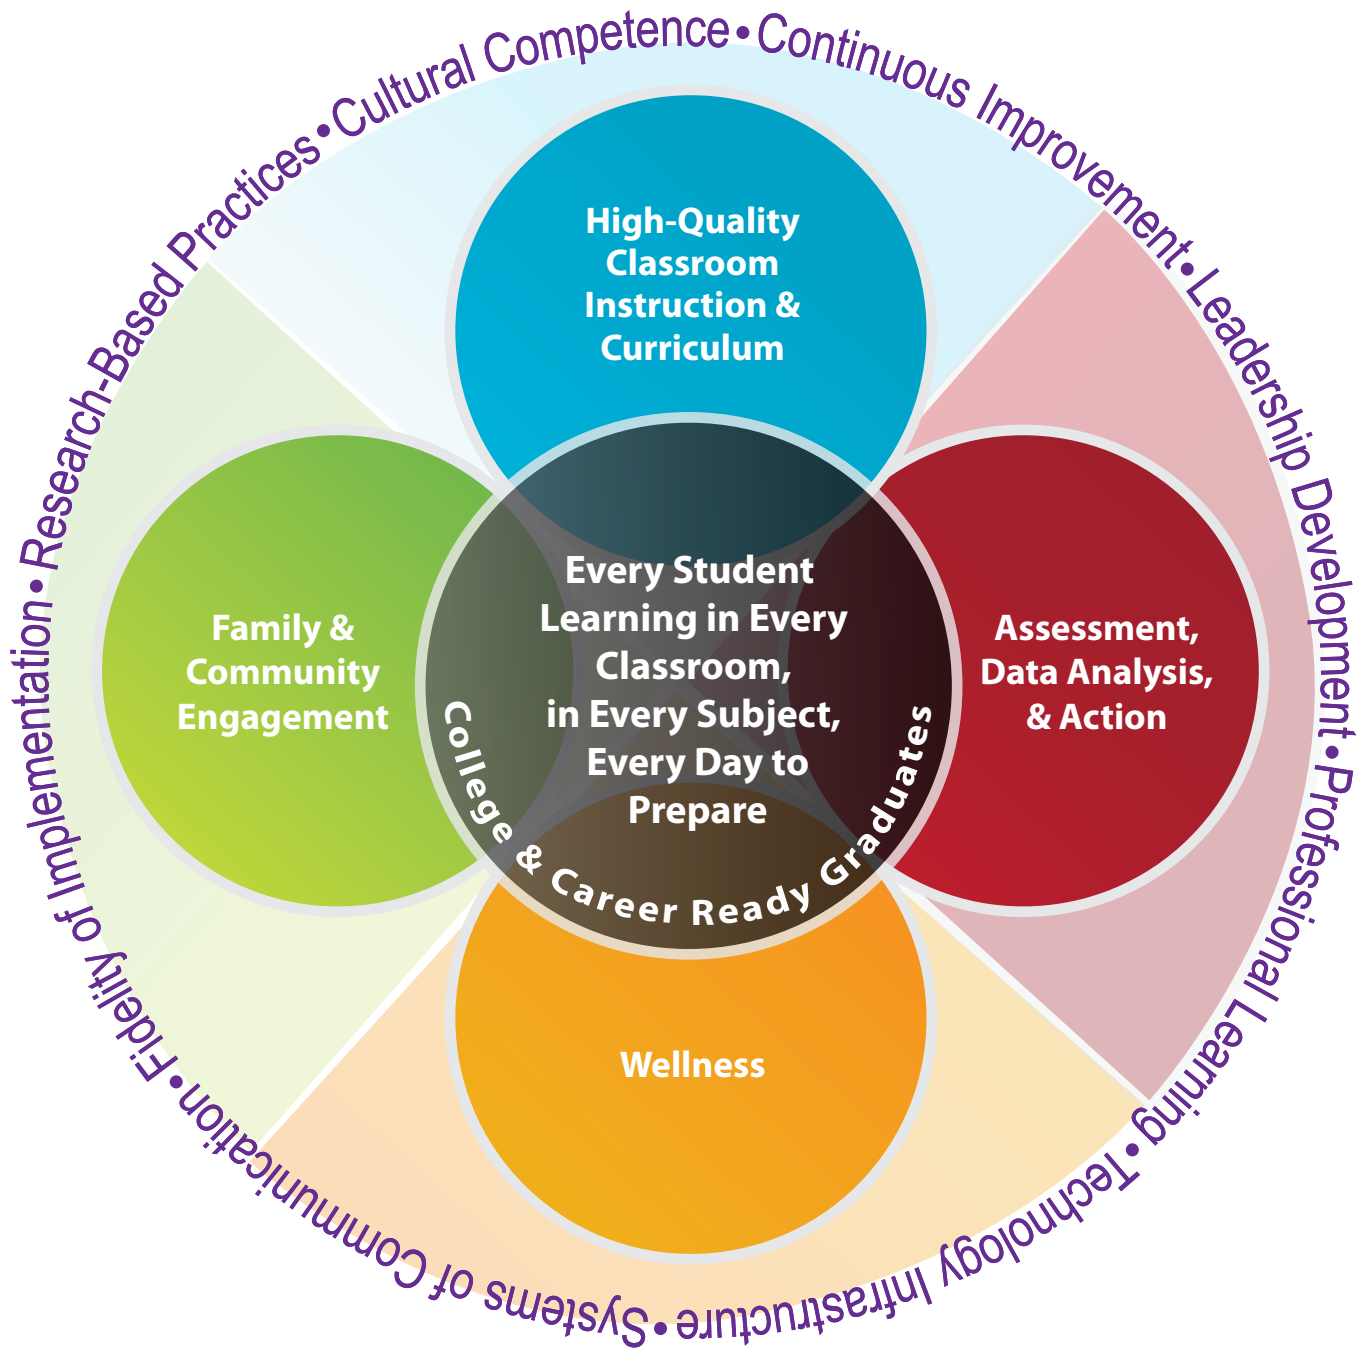 Cultural Competence • Continuous Improvement • Leadership Development • Professional Learning • Technology Infrastructure • Systems of Communication • Fidelity of Implementation • Research-Based Practices •
High-Quality
Classroom
Instruction &
Curriculum
Family &
Community
Engagement
Every Student
Learning in Every
Classroom,
in Every Subject,
Every Day to
Prepare
College & Career Ready Graduates
Assessment,
Data Analysis,
& Action
Wellness